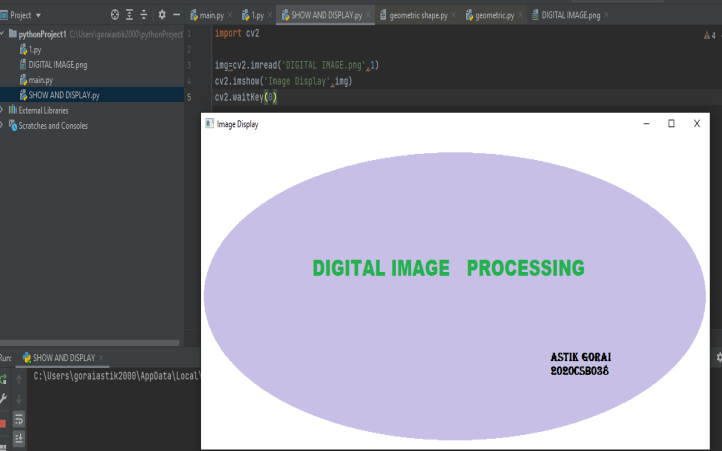 Project
main.py
1.py
SHOW AND DISPLAY.py
geometric shape.py
geometric.py
DIGITAL IMAGE.png
pythonProject1 C:\Users\goraiastik2000\pythonProject
1.py
DIGITAL IMAGE.png
main.py
SHOW AND DISPLAY.py
External Libraries
Scratches and Consoles
1 import cv2
2
3 img=cv2.imread('DIGITAL IMAGE.png',1)
4 cv2.imshow('Image Display',img)
5 cv2.waitKey(0)
4
Image Display
DIGITAL IMAGE PROCESSING
ASTIK GORAI
2020CSB038
Run: SHOW AND DISPLAY
C:\Users\goraiastik2000\AppData\Local\